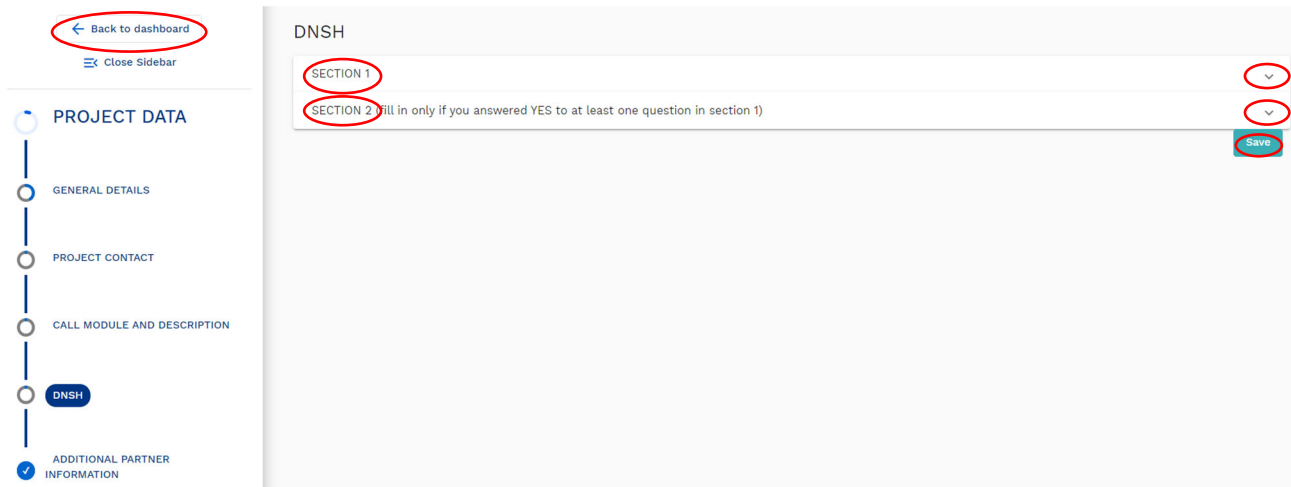 Back to dashboard
Close Sidebar
PROJECT DATA
GENERAL DETAILS
PROJECT CONTACT
CALL MODULE AND DESCRIPTION
DNSH
ADDITIONAL PARTNER
INFORMATION
DNSH
SECTION 1
SECTION 2 (fill in only if you answered YES to at least one question in section 1)
Save